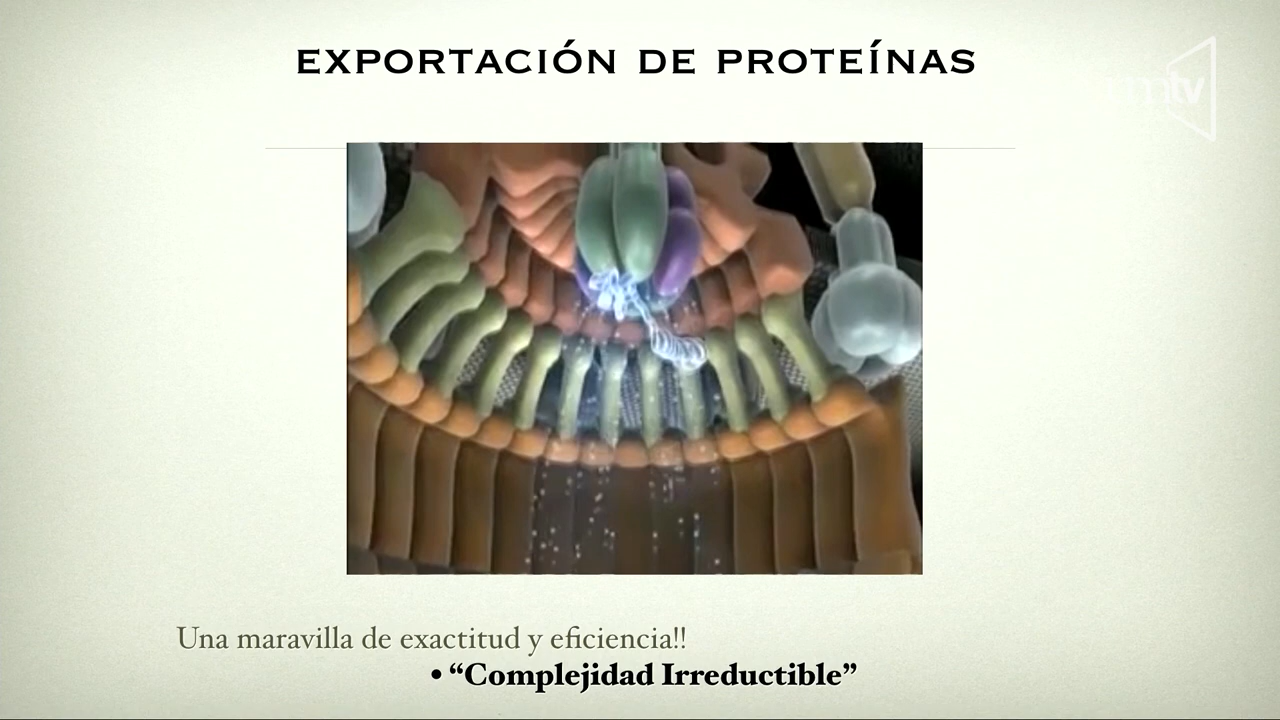 EXPORTACIÓN DE PROTEÍNAS
Una maravilla de exactitud y eficiencia!!
• “Complejidad Irreductible”